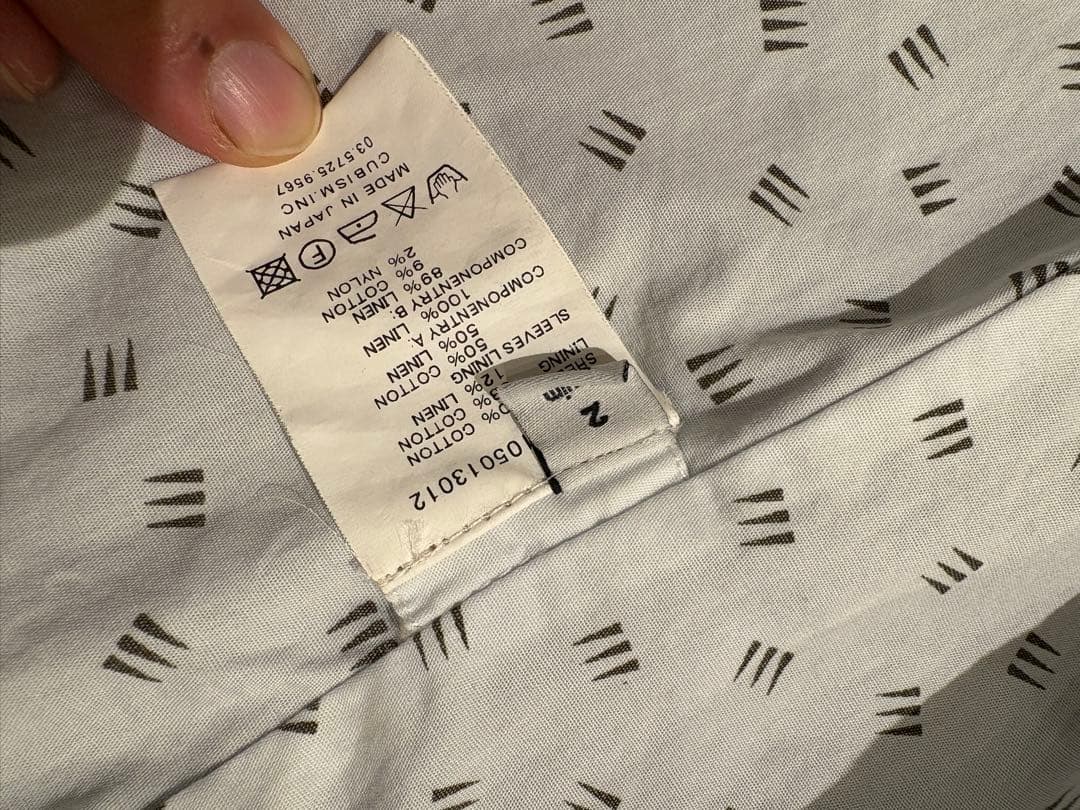 2
05013012
COTTON
COTTON
LINING LINEN
SLEEVES LINING 50% COTTON
50% LINEN
COMPONENTRY A: 100% LINEN
COMPONENTRY B: 89% LINEN
9% COTTON
2% NYLON
F
MADE IN JAPAN
CUBISM.INC
03.5725.9567